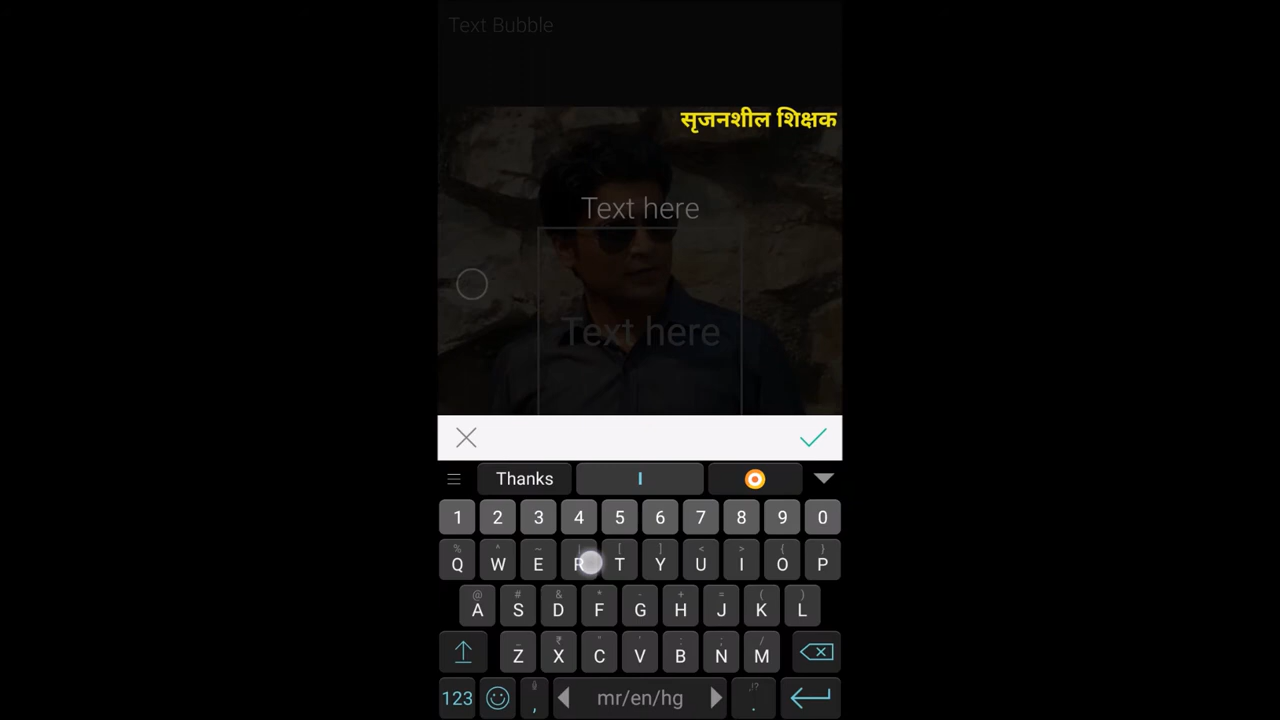 Text Bubble
सृजनशील शिक्षक
Text here
Text here
Thanks I
1 2 3 4 5 6 7 8 9 0
% ^ ~ | [ ] < > { }
Q W E R T Y U I O P
@ # & * - + = ( )
A S D F G H J K L
_ ₹ " ' : ; /
Z X C V B N M
123 , mr/en/hg .
,!?